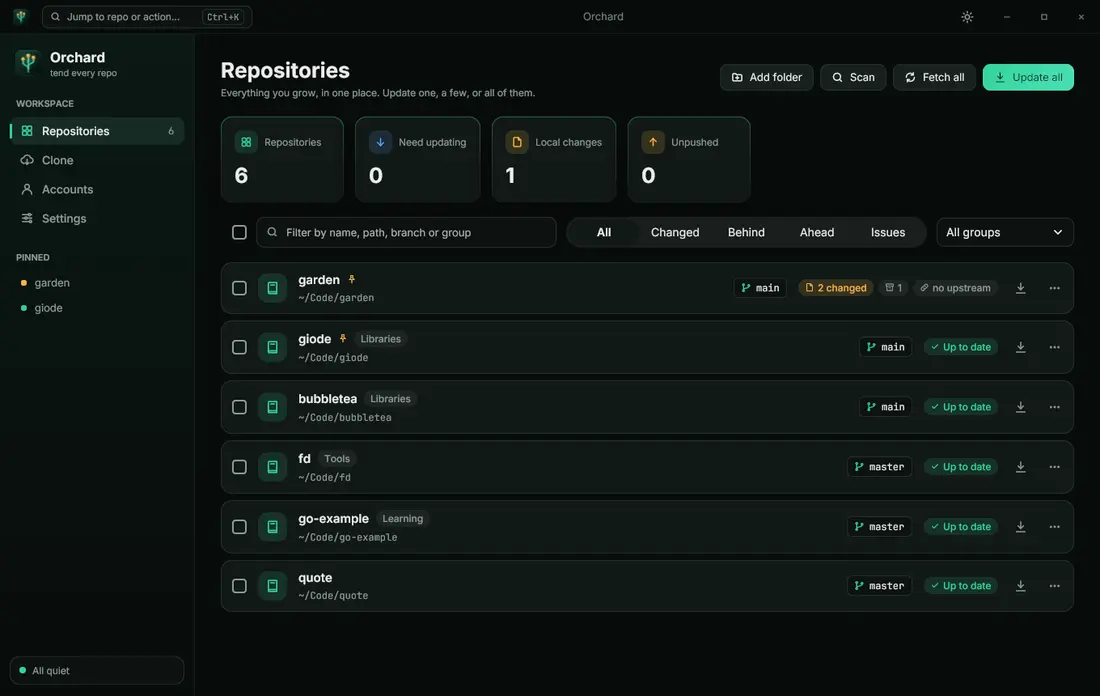 Jump to repo or action... Ctrl+K
Orchard
Orchard
tend every repo
WORKSPACE
Repositories 6
Clone
Accounts
Settings
PINNED
garden
giode
All quiet
Repositories
Everything you grow, in one place. Update one, a few, or all of them.
Add folder Scan Fetch all Update all
Repositories
6
Need updating
0
Local changes
1
Unpushed
0
Filter by name, path, branch or group
All Changed Behind Ahead Issues
All groups
garden
~/Code/garden
main 2 changed 1 no upstream
giode Libraries
~/Code/giode
main Up to date
bubbletea Libraries
~/Code/bubbletea
main Up to date
fd Tools
~/Code/fd
master Up to date
go-example Learning
~/Code/go-example
master Up to date
quote
~/Code/quote
master Up to date